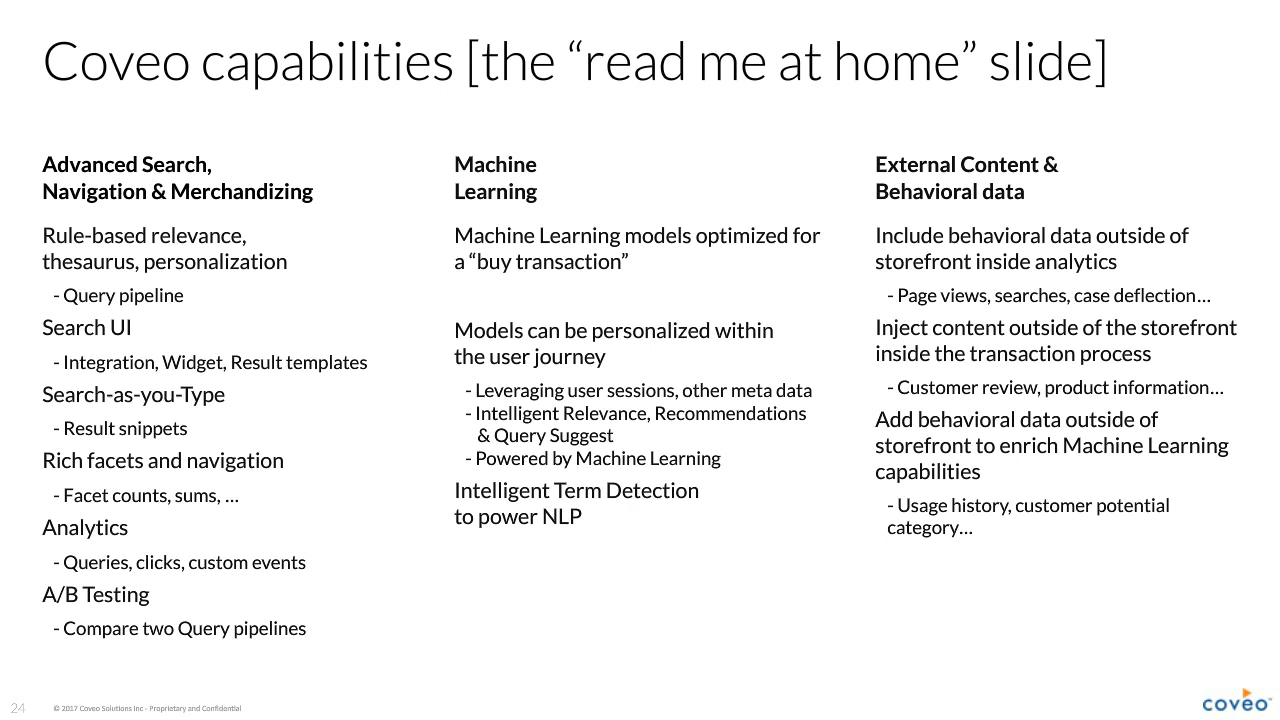 Coveo capabilities [the “read me at home” slide]
Advanced Search,
Navigation & Merchandizing
Rule-based relevance,
thesaurus, personalization
- Query pipeline
Search UI
- Integration, Widget, Result templates
Search-as-you-Type
- Result snippets
Rich facets and navigation
- Facet counts, sums, ...
Analytics
- Queries, clicks, custom events
A/B Testing
- Compare two Query pipelines
Machine
Learning
Machine Learning models optimized for
a “buy transaction”
Models can be personalized within
the user journey
- Leveraging user sessions, other meta data
- Intelligent Relevance, Recommendations
& Query Suggest
- Powered by Machine Learning
Intelligent Term Detection
to power NLP
External Content &
Behavioral data
Include behavioral data outside of
storefront inside analytics
- Page views, searches, case deflection...
Inject content outside of the storefront
inside the transaction process
- Customer review, product information...
Add behavioral data outside of
storefront to enrich Machine Learning
capabilities
- Usage history, customer potential
category...
24
© 2017 Coveo Solutions Inc - Proprietary and Confidential
coveo™